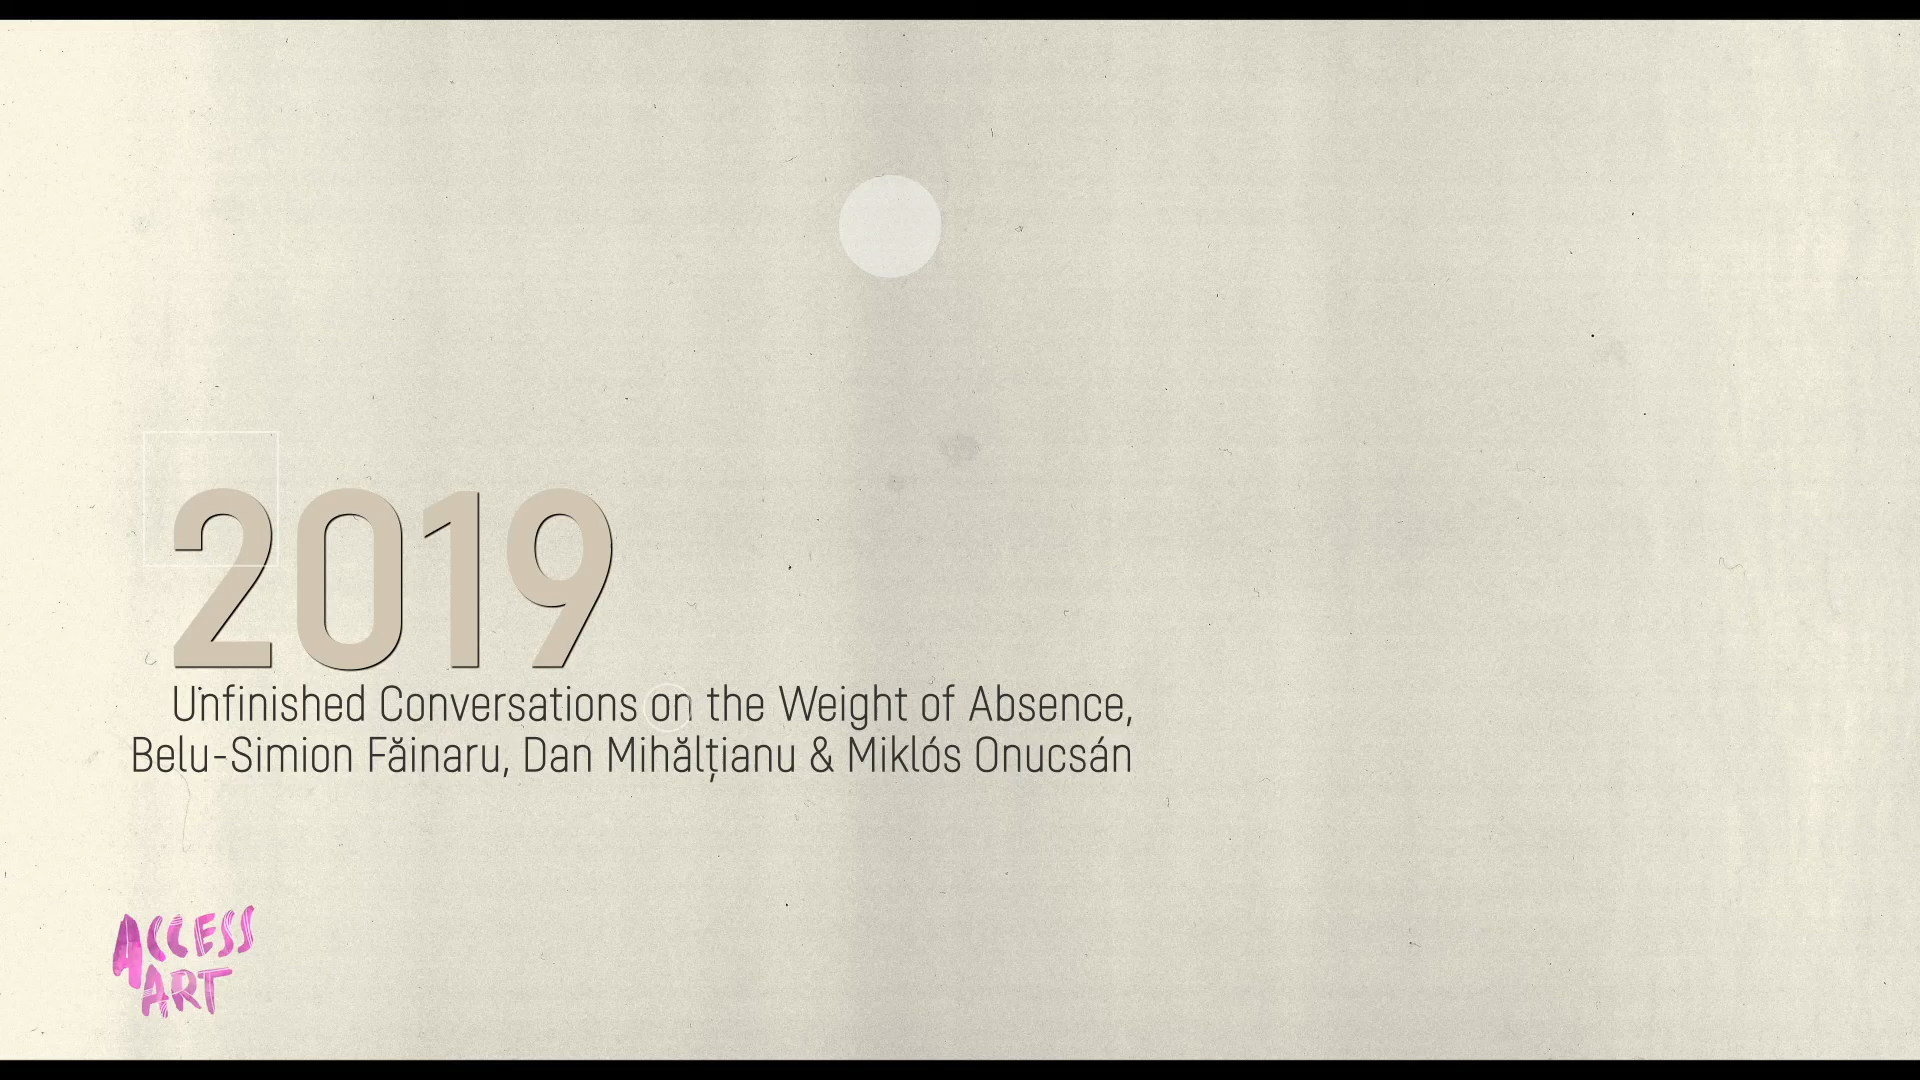 2019
Unfinished Conversations on the Weight of Absence,
Belu-Simion Făinaru, Dan Mihălțianu & Miklós Onucsán
ACCESS
ART